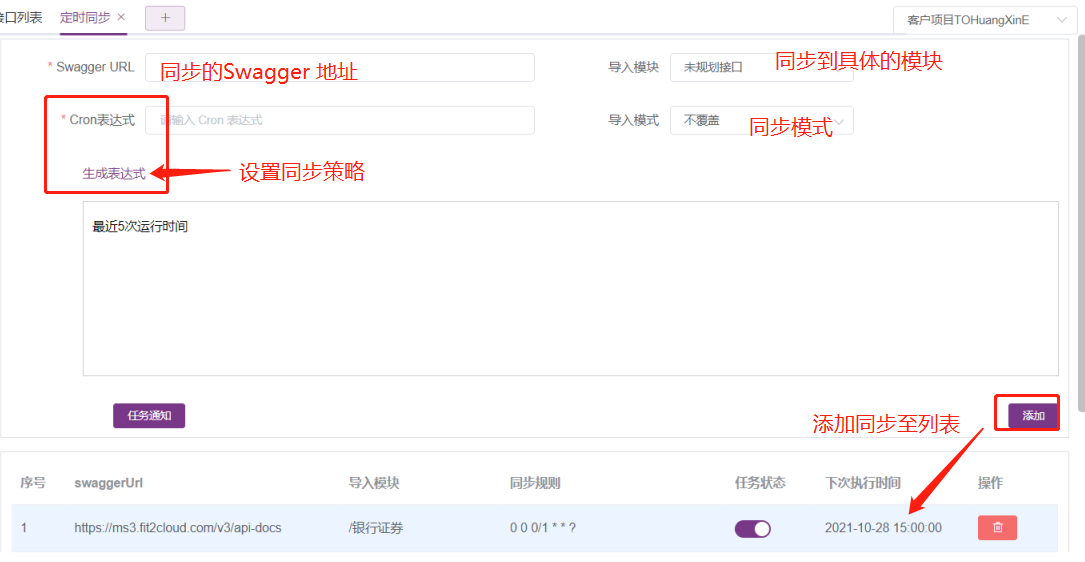 接口列表 定时同步 × +
客户项目TOHuangXinE
* Swagger URL 同步的Swagger 地址 导入模块 未规划接口 同步到具体的模块
* Cron表达式 请输入 Cron 表达式 导入模式 不覆盖 同步模式
生成表达式 设置同步策略
最近5次运行时间
任务通知 添加
添加同步至列表
序号 swaggerUrl 导入模块 同步规则 任务状态 下次执行时间 操作
1 https://ms3.fit2cloud.com/v3/api-docs /银行证券 0 0 0/1 * * ? 2021-10-28 15:00:00